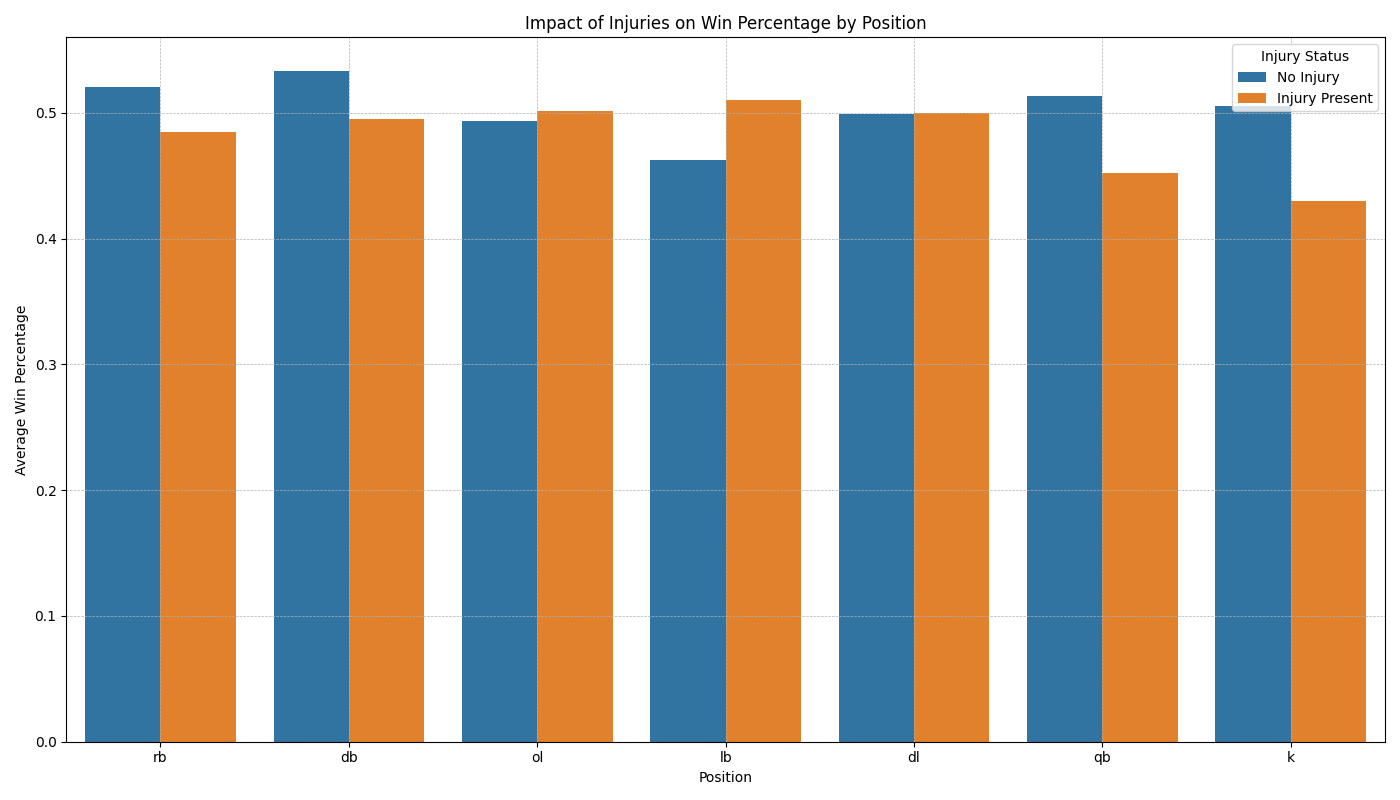 Impact of Injuries on Win Percentage by Position
Injury Status
No Injury
Injury Present
Average Win Percentage
0.5
0.4
0.3
0.2
0.1
0.0
rb db ol lb dl qb k
Position